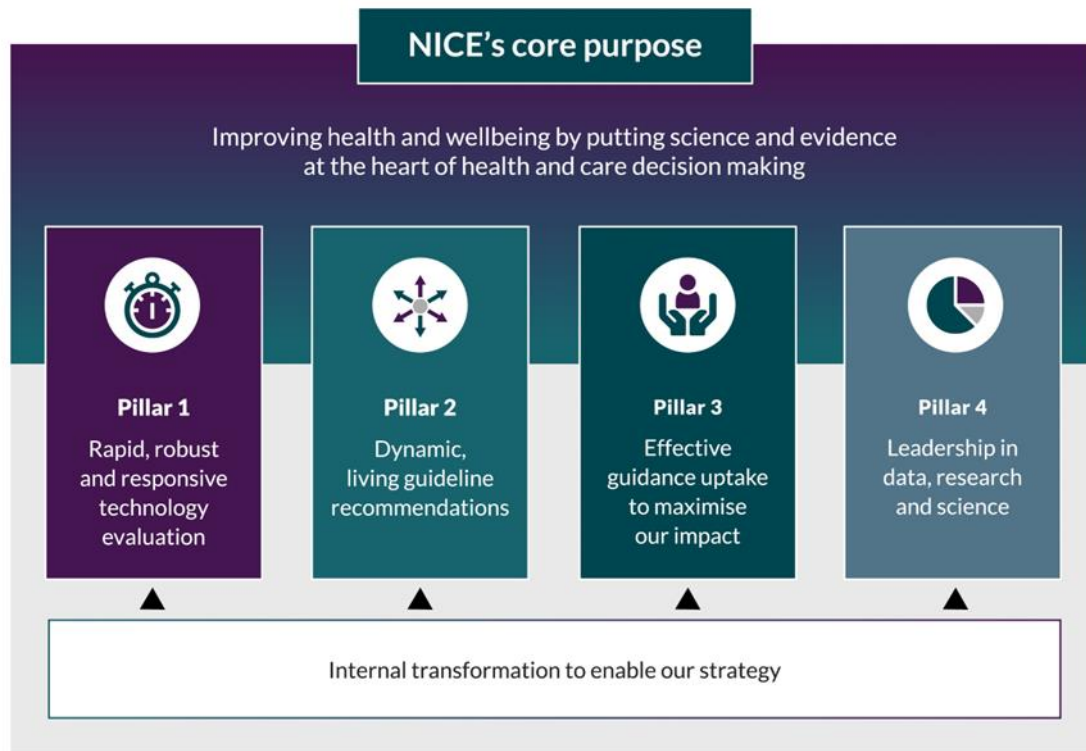 NICE's core purpose
Improving health and wellbeing by putting science and evidence
at the heart of health and care decision making
Pillar 1
Rapid, robust
and responsive
technology
evaluation
Pillar 2
Dynamic,
living guideline
recommendations
Pillar 3
Effective
guidance uptake
to maximise
our impact
Pillar 4
Leadership in
data, research
and science
Internal transformation to enable our strategy